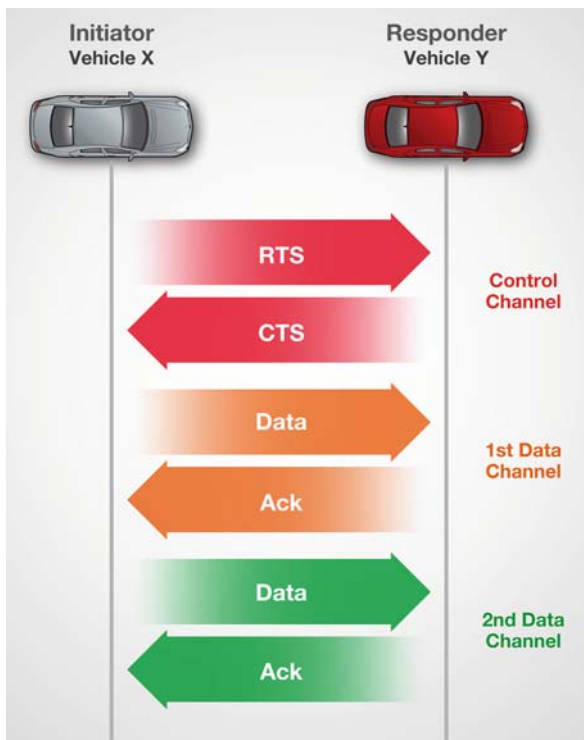 Initiator
Vehicle X
Responder
Vehicle Y
RTS
Control
Channel
CTS
Data
1st Data
Channel
Ack
Data
2nd Data
Channel
Ack